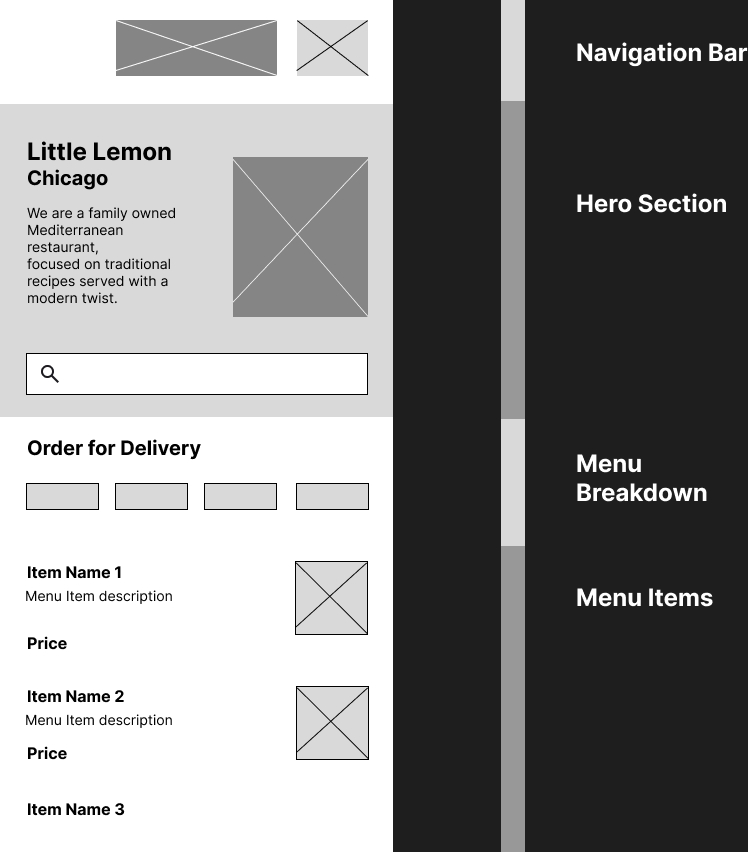 Little Lemon
Chicago
We are a family owned
Mediterranean
restaurant,
focused on traditional
recipes served with a
modern twist.
Order for Delivery
Item Name 1
Menu Item description
Price
Item Name 2
Menu Item description
Price
Item Name 3
Navigation Bar
Hero Section
Menu
Breakdown
Menu Items